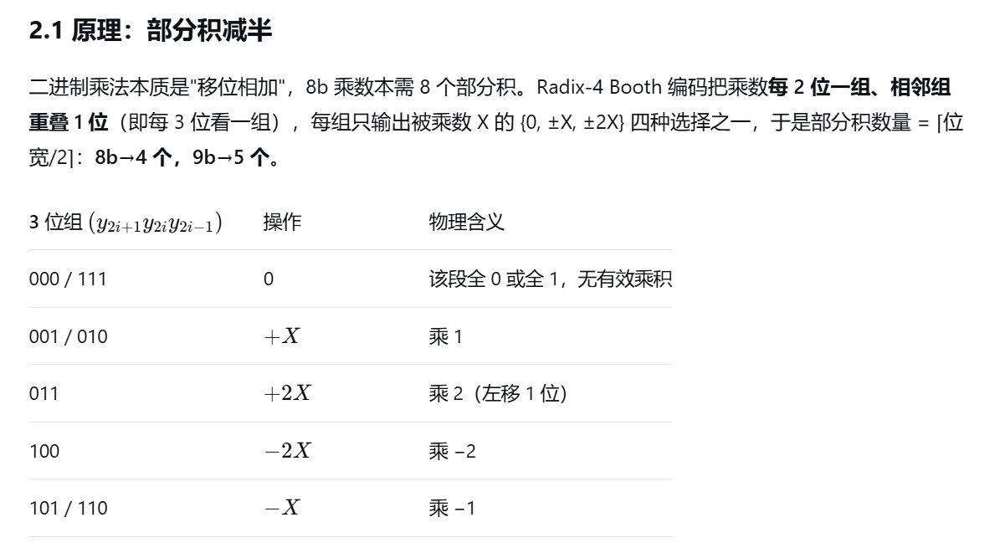 2.1 原理：部分积减半
二进制乘法本质是"移位相加"，8b 乘数本需 8 个部分积。Radix-4 Booth 编码把乘数每 2 位一组、相邻组
重叠 1 位（即每 3 位看一组），每组只输出被乘数 X 的 {0, ±X, ±2X} 四种选择之一，于是部分积数量 = ⌈位
宽/2⌉：8b→4 个，9b→5 个。
3 位组 (y_{2i+1}y_{2i}y_{2i−1}) 操作 物理含义
000 / 111 0 该段全 0 或全 1，无有效乘积
001 / 010 +X 乘 1
011 +2X 乘 2（左移 1 位）
100 −2X 乘 −2
101 / 110 −X 乘 −1